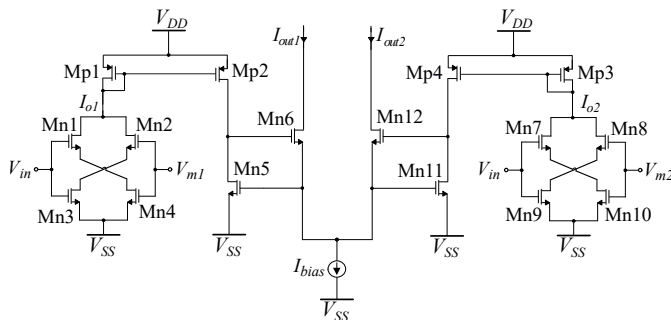 V_DD
I_out1
I_out2
V_DD
Mp1
Mp2
Mp4
Mp3
I_o1
I_o2
Mn1
Mn2
Mn6
Mn12
Mn7
Mn8
V_in
V_m1
Mn5
Mn11
V_in
V_m2
Mn3
Mn4
Mn9
Mn10
V_SS
V_SS
V_SS
V_SS
I_bias
V_SS